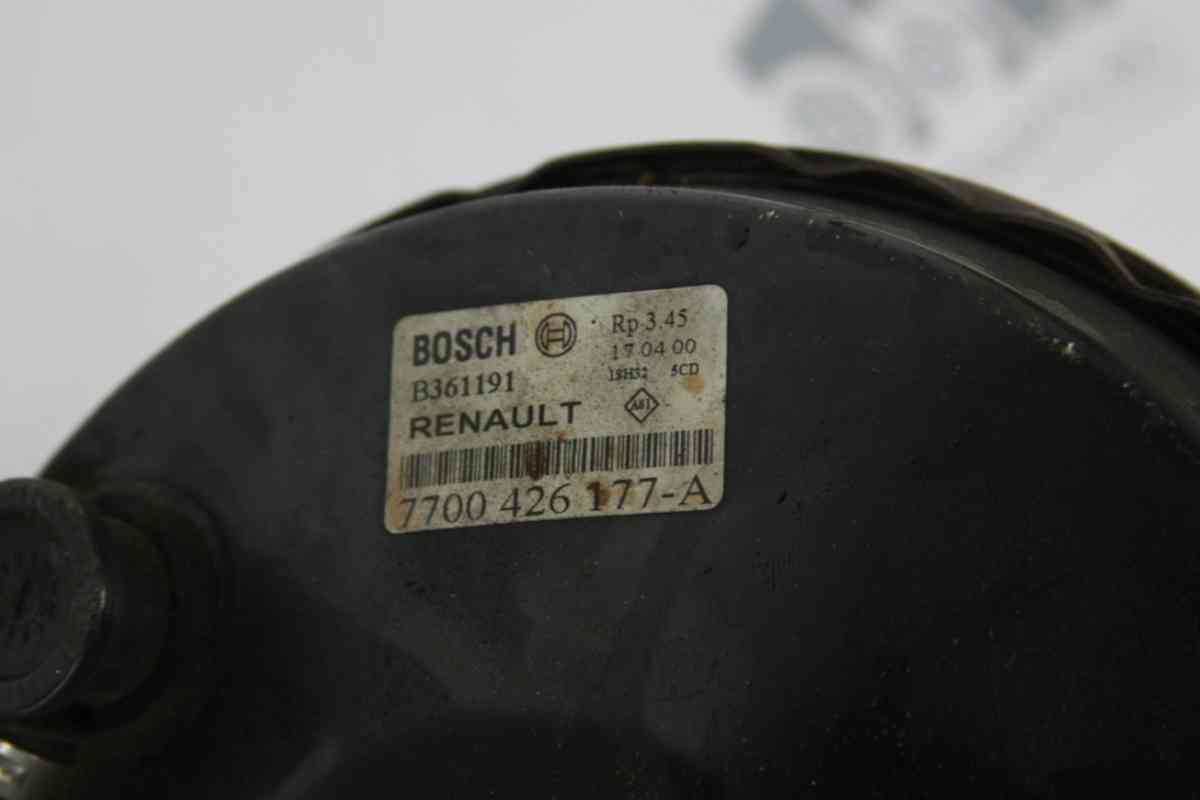 BOSCH
Rp 3.45
17 04 00
B361191
18H32 5CD
RENAULT
7700 426 177-A